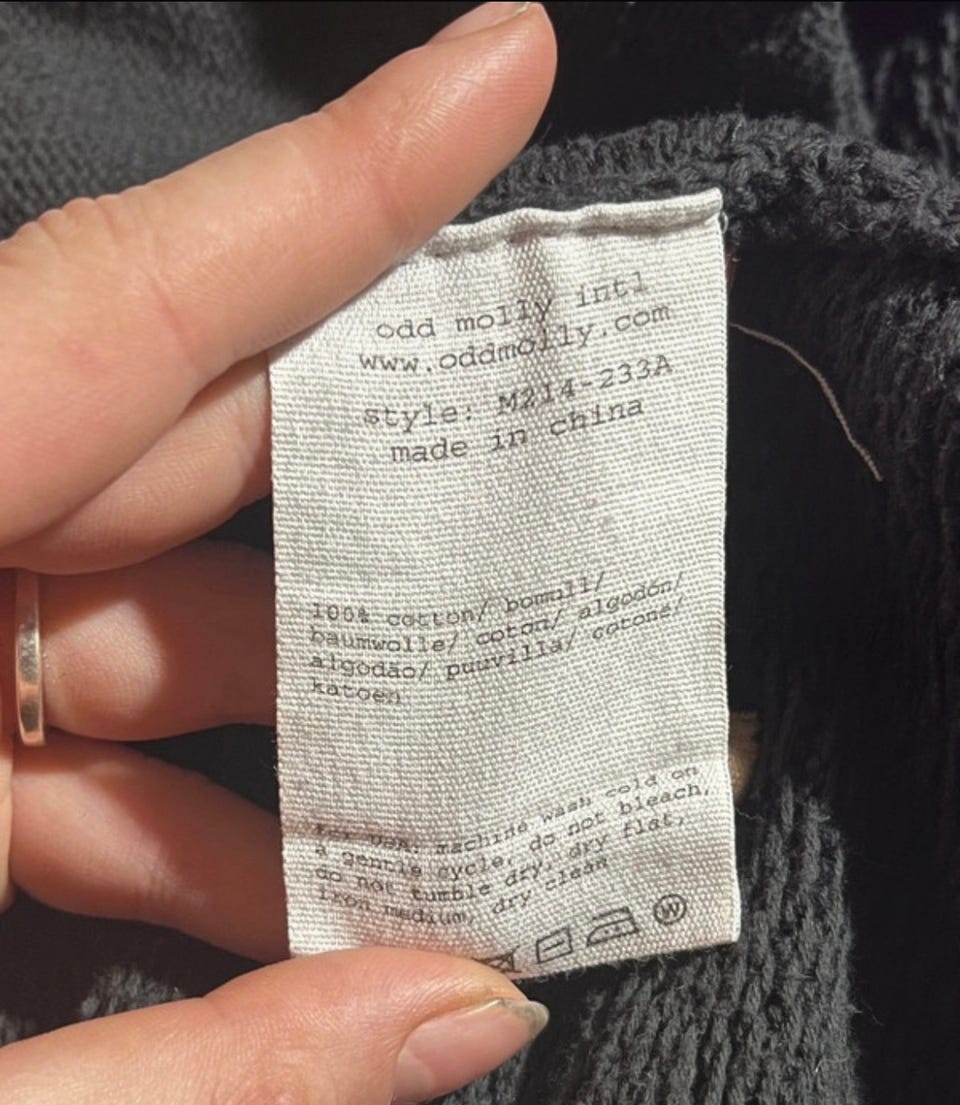 odd molly intl
www.oddmolly.com
style: M214-233A
made in china
100% cotton/ bomull/
baumwolle/ coton/ algodón/
algodão/ puuvilla/ cotone/
katoen
for USA: machine wash cold on
a gentle cycle, do not bleach,
do not tumble dry, dry flat,
iron medium, dry clean
W